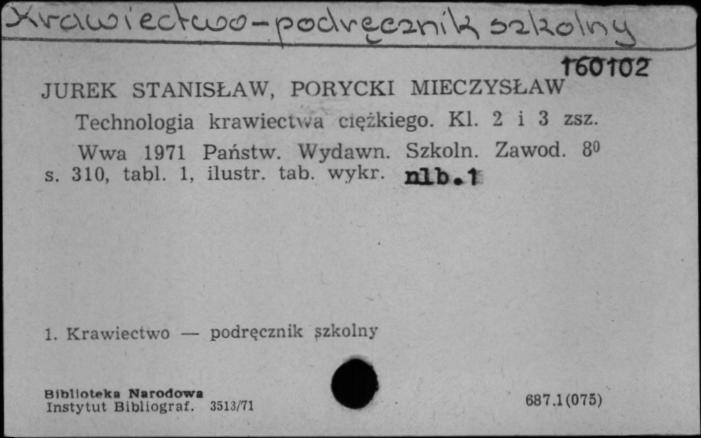 Krawiectwo - podręcznik szkolny
160102
JUREK STANISŁAW, PORYCKI MIECZYSŁAW
Technologia krawiectwa ciężkiego. Kl. 2 i 3 zsz.
Wwa 1971 Państw. Wydawn. Szkoln. Zawod. 8⁰
s. 310, tabl. 1, ilustr. tab. wykr. nlb.1
1. Krawiectwo — podręcznik szkolny
Biblioteka Narodowa
Instytut Bibliograf. 3513/71
687.1(075)